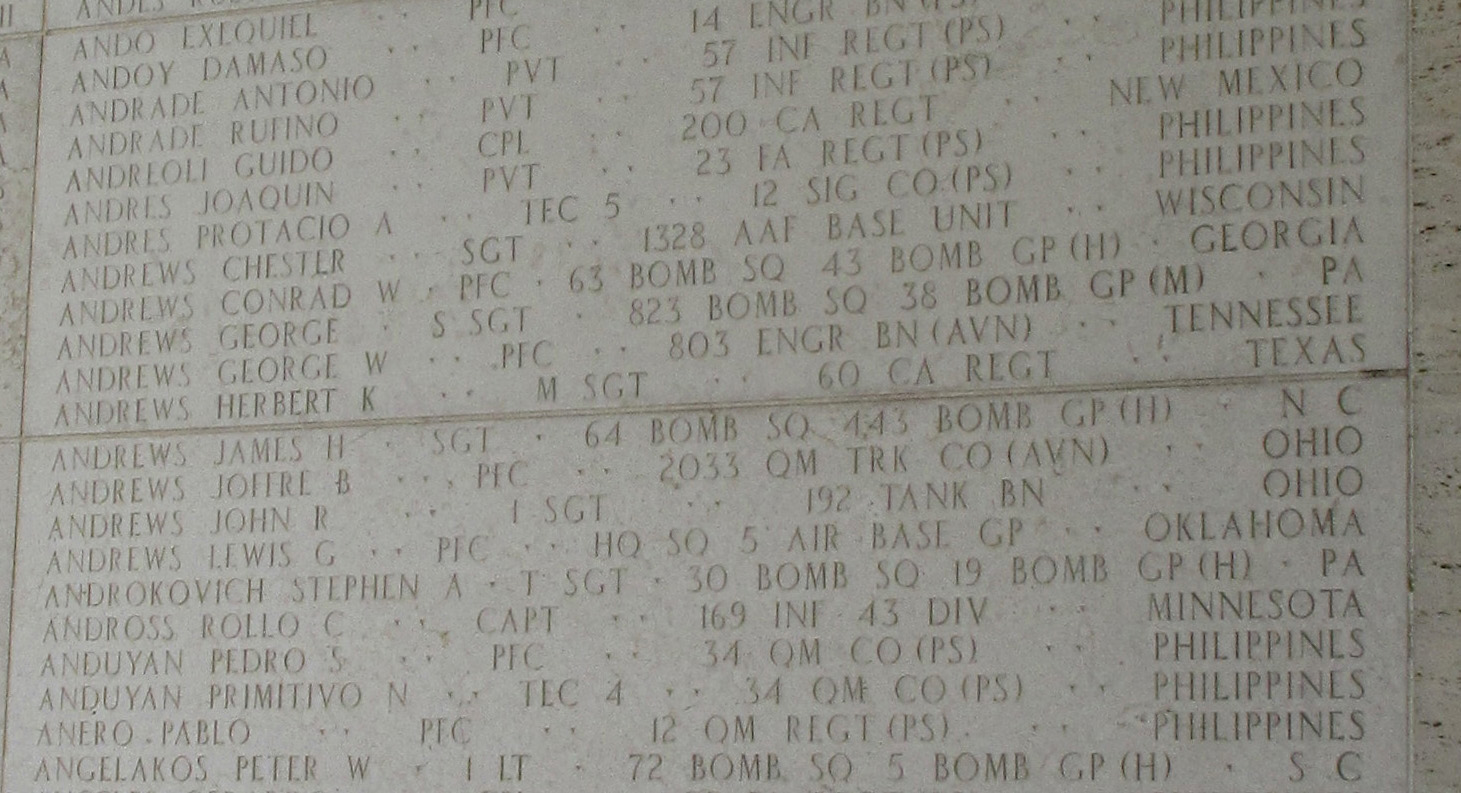 ANDES
ANDO EXEQUIEL · · PFC
ANDOY DAMASO · · PFC · · 14 ENGR BN (PS)
ANDRADE ANTONIO · · PVT · · 57 INF REGT (PS) · · PHILIPPINES
ANDRADE RUFINO · · PVT · · 57 INF REGT (PS) · · PHILIPPINES
ANDREOLI GUIDO · · CPL · · 200 CA REGT · · NEW MEXICO
ANDRES JOAQUIN · · PVT · · 23 FA REGT (PS) · · PHILIPPINES
ANDRES PROTACIO A · · TEC 5 · · 12 SIG CO (PS) · · PHILIPPINES
ANDREWS CHESTER · · SGT · · 1328 AAF BASE UNIT · · WISCONSIN
ANDREWS CONRAD W · PFC · 63 BOMB SQ 43 BOMB GP (H) · GEORGIA
ANDREWS GEORGE · S SGT · 823 BOMB SQ 38 BOMB GP (M) · PA
ANDREWS GEORGE W · · PFC · · 803 ENGR BN (AVN) · · TENNESSEE
ANDREWS HERBERT K · · M SGT · · 60 CA REGT · · TEXAS
ANDREWS JAMES H · SGT · 64 BOMB SQ 443 BOMB GP (H) · N C
ANDREWS JOFFRE B · · PFC · · 2033 QM TRK CO (AVN) · · OHIO
ANDREWS JOHN R · · 1 SGT · · 192 TANK BN · · OHIO
ANDREWS LEWIS G · · PFC · · HQ SQ 5 AIR BASE GP · · OKLAHOMA
ANDROKOVICH STEPHEN A · T SGT · 30 BOMB SQ 19 BOMB GP (H) · PA
ANDROSS ROLLO C · · CAPT · · 169 INF 43 DIV · · MINNESOTA
ANDUYAN PEDRO S · · PFC · · 34 QM CO (PS) · · PHILIPPINES
ANDUYAN PRIMITIVO N · · TEC 4 · · 34 QM CO (PS) · · PHILIPPINES
ANERO PABLO · · PFC · · 12 QM REGT (PS) · · PHILIPPINES
ANGELAKOS PETER W · 1 LT · 72 BOMB SQ 5 BOMB GP (H) · S C